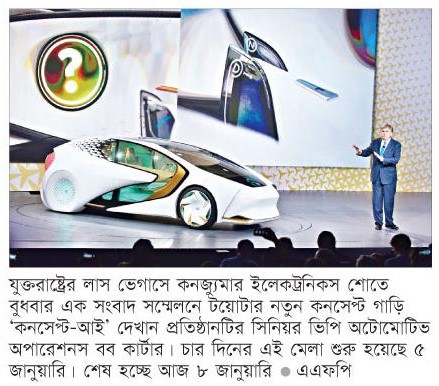 ?
N
D
যুক্তরাষ্ট্রের লাস ভেগাসে কনজ্যুমার ইলেকট্রনিকস শোতে
বুধবার এক সংবাদ সম্মেলনে টয়োটার নতুন কনসেপ্ট গাড়ি
‘কনসেপ্ট-আই’ দেখান প্রতিষ্ঠানটির সিনিয়র ভিপি অটোমোটিভ
অপারেশনস বব কার্টার। চার দিনের এই মেলা শুরু হয়েছে ৫
জানুয়ারি। শেষ হচ্ছে আজ ৮ জানুয়ারি ● এএফপি